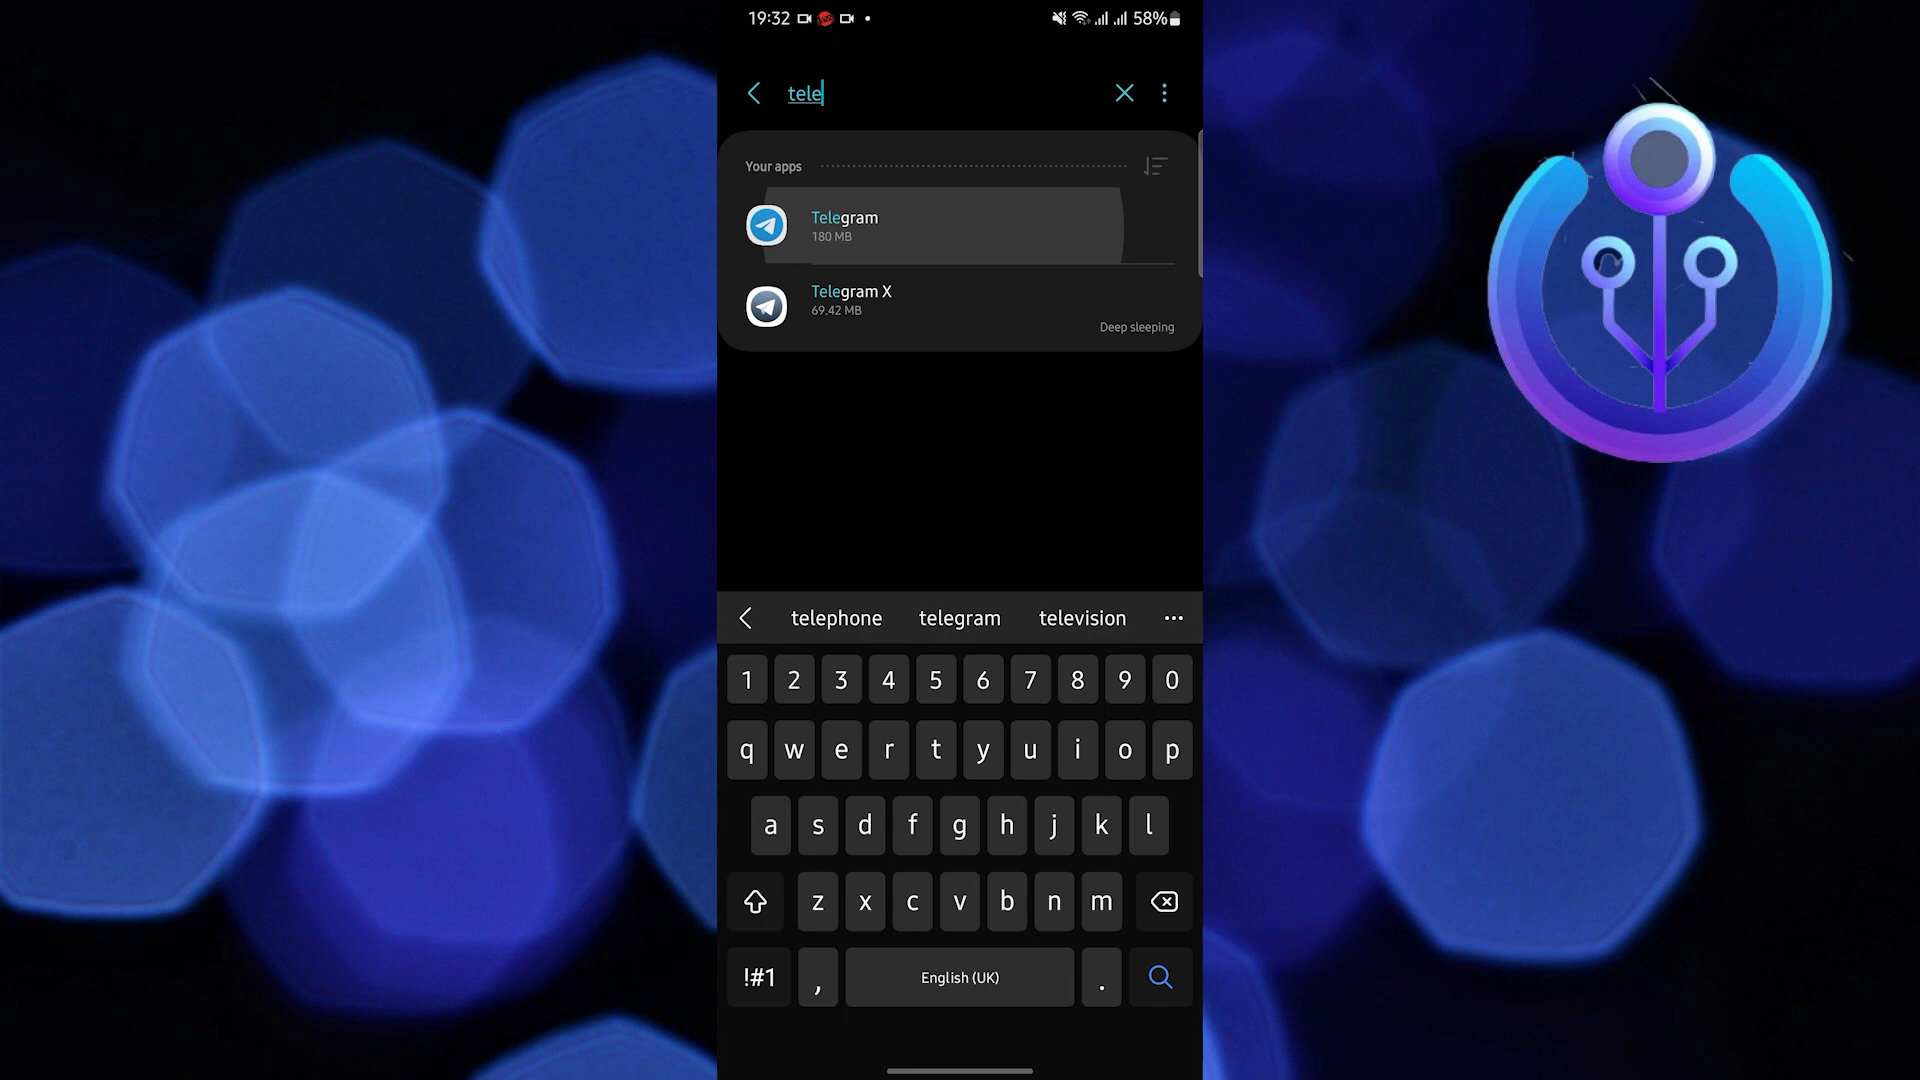 19:32 58%
tele
Your apps
Telegram
180 MB
Telegram X
69.42 MB
Deep sleeping
telephone telegram television
1 2 3 4 5 6 7 8 9 0
q w e r t y u i o p
a s d f g h j k l
z x c v b n m
!#1 , English (UK) .